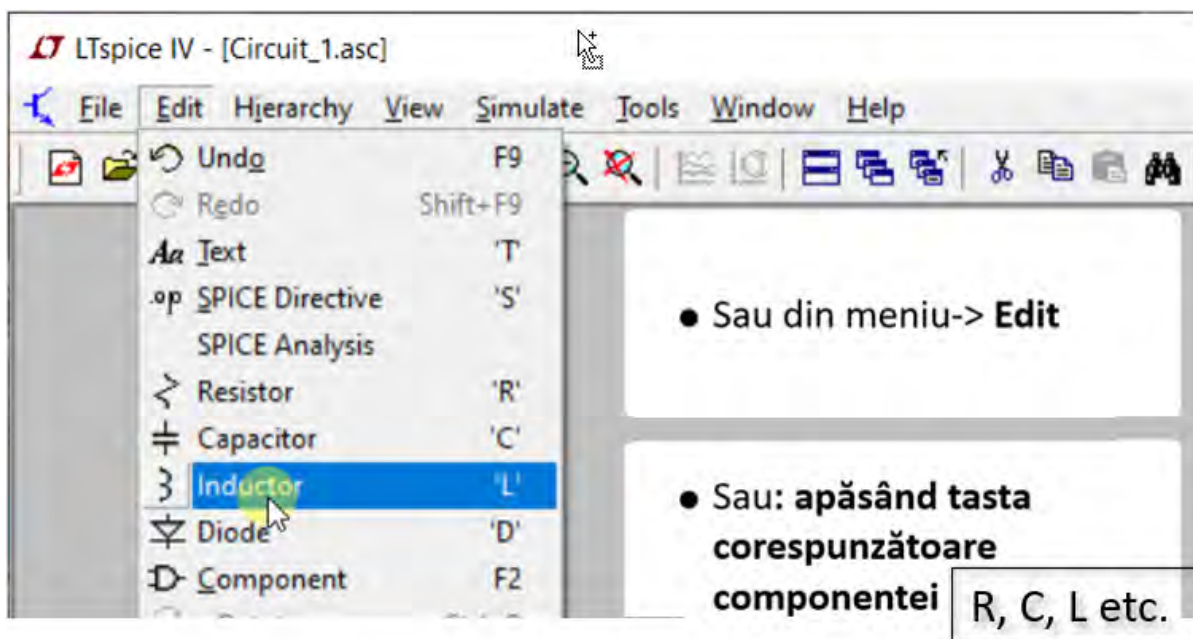 LTspice IV - [Circuit_1.asc]
File Edit Hierarchy View Simulate Tools Window Help
Undo F9
Redo Shift+F9
Aa Text 'T'
.op SPICE Directive 'S'
SPICE Analysis
Resistor 'R'
Capacitor 'C'
Inductor 'L'
Diode 'D'
Component F2
● Sau din meniu-> Edit
● Sau: apăsând tasta
corespunzătoare
componentei
R, C, L etc.